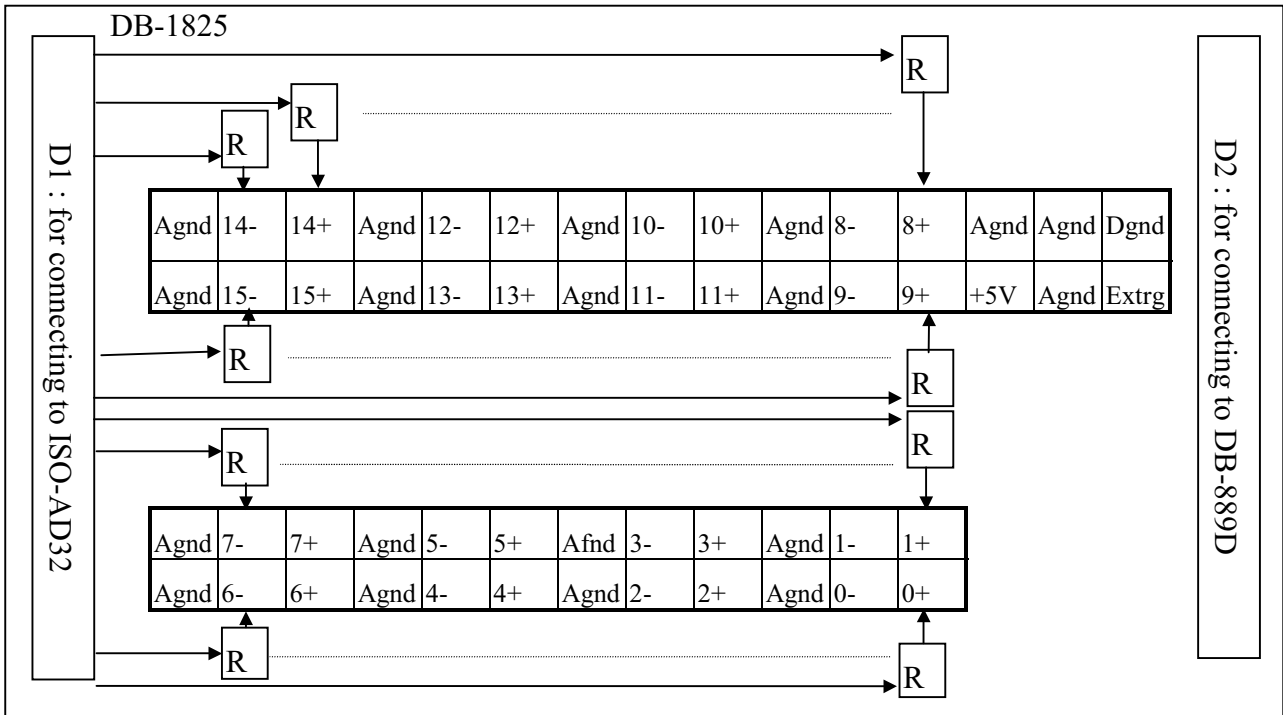 DB-1825
R
R
R
D1 : for connecting to ISO-AD32
D2 : for connecting to DB-889D
Agnd 14- 14+ Agnd 12- 12+ Agnd 10- 10+ Agnd 8- 8+ Agnd Agnd Dgnd
Agnd 15- 15+ Agnd 13- 13+ Agnd 11- 11+ Agnd 9- 9+ +5V Agnd Extrg
R
R
R
R
Agnd 7- 7+ Agnd 5- 5+ Afnd 3- 3+ Agnd 1- 1+
Agnd 6- 6+ Agnd 4- 4+ Agnd 2- 2+ Agnd 0- 0+
R
R